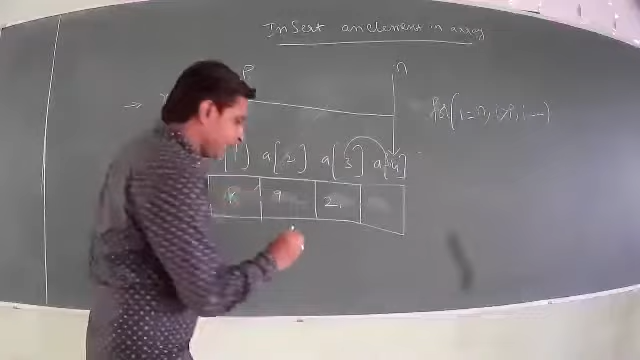 InSert an element in array
P n
for(i=n, i>P, i--)
1] a[2] a[3] a[4]
9 2